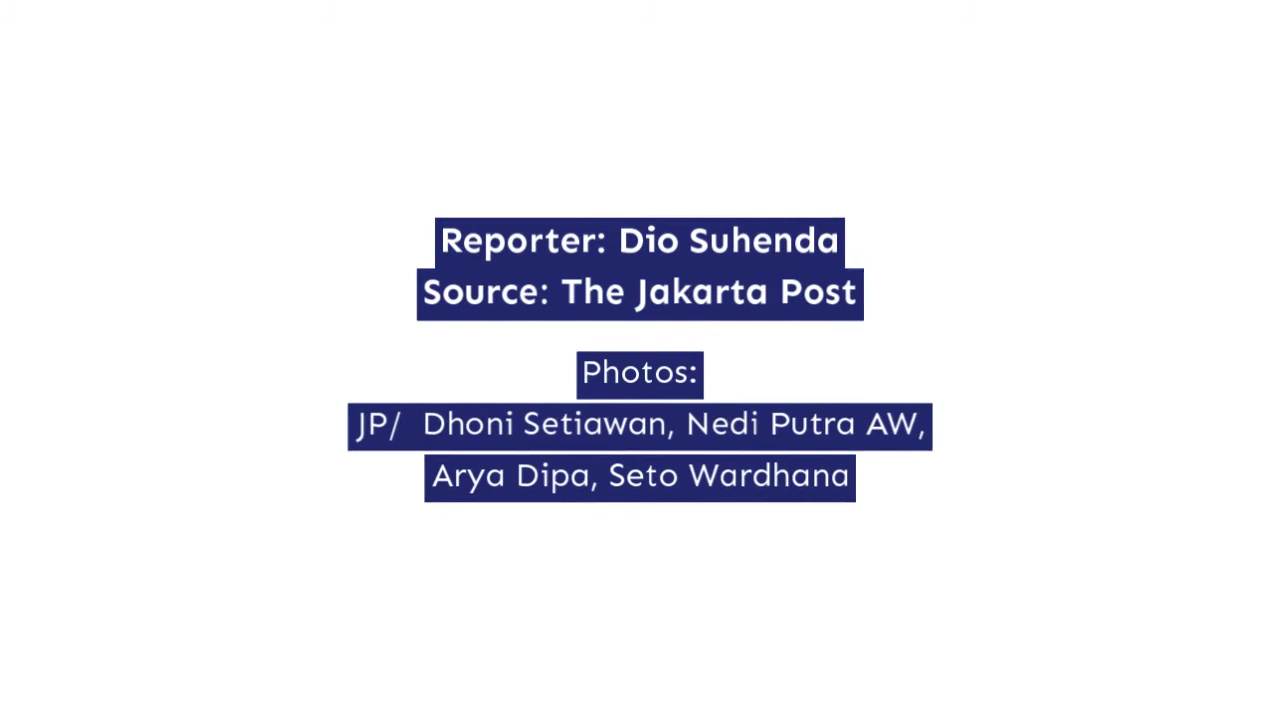 Reporter: Dio Suhenda
Source: The Jakarta Post
Photos:
JP/ Dhoni Setiawan, Nedi Putra AW,
Arya Dipa, Seto Wardhana